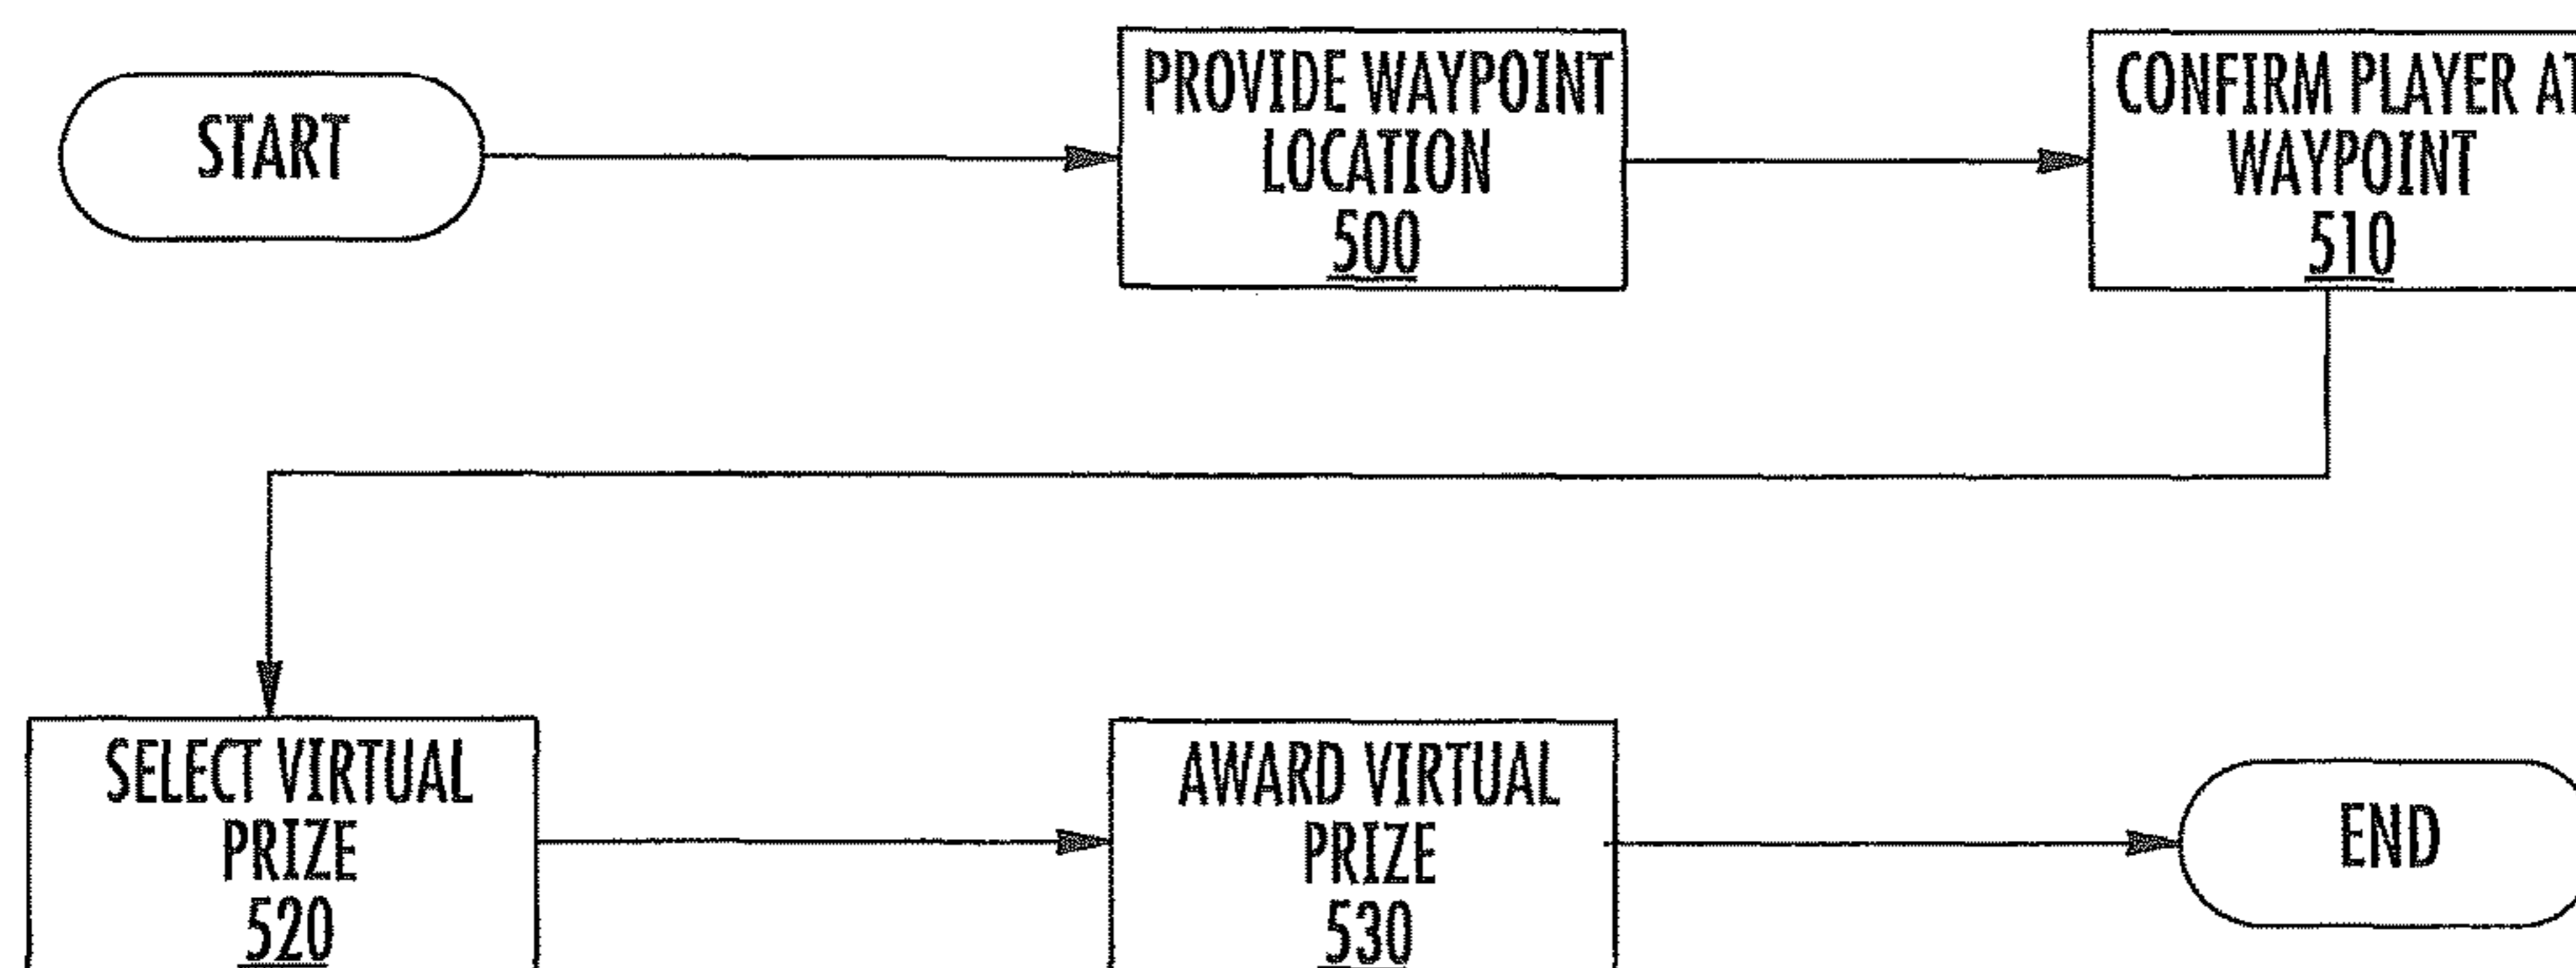 START
PROVIDE WAYPOINT
LOCATION
500
CONFIRM PLAYER AT
WAYPOINT
510
SELECT VIRTUAL
PRIZE
520
AWARD VIRTUAL
PRIZE
530
END